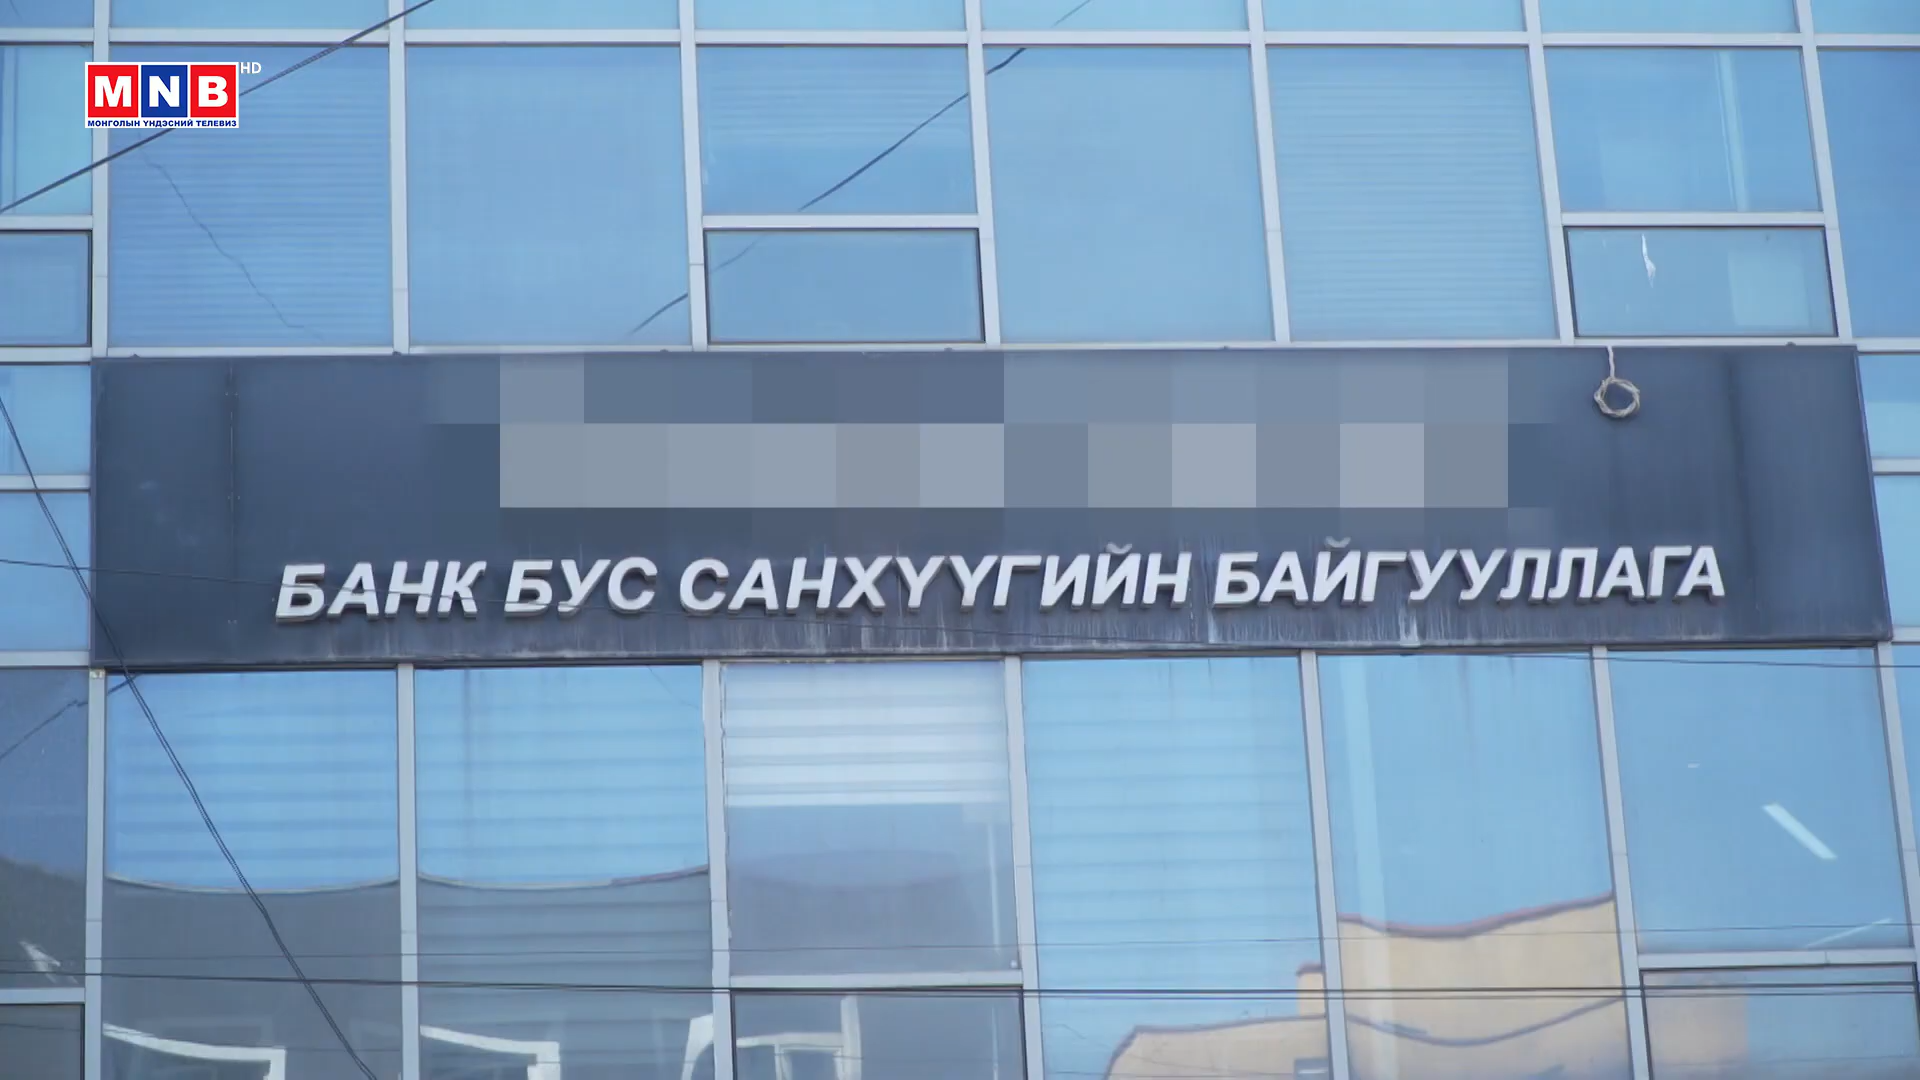 MNB HD
МОНГОЛЫН ҮНДЭСНИЙ ТЕЛЕВИЗ
БАНК БУС САНХҮҮГИЙН БАЙГУУЛЛАГА